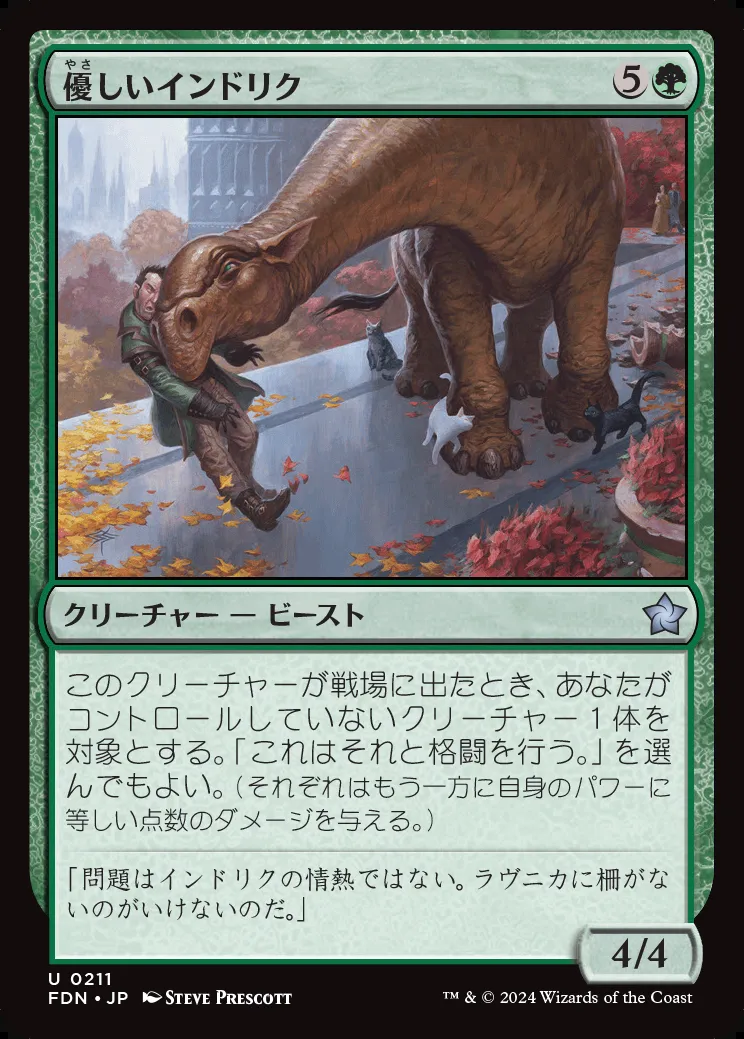 やさ
優しいインドリク
5
クリーチャー — ビースト
このクリーチャーが戦場に出たとき、あなたが
コントロールしていないクリーチャー1体を
対象とする。「これはそれと格闘を行う。」を選
んでもよい。(それぞれはもう一方に自身のパワーに
等しい点数のダメージを与える。)
「問題はインドリクの情熱ではない。ラヴニカに柵がな
いのがいけないのだ。」
4/4
U 0211
FDN • JP Steve Prescott
™ & © 2024 Wizards of the Coast